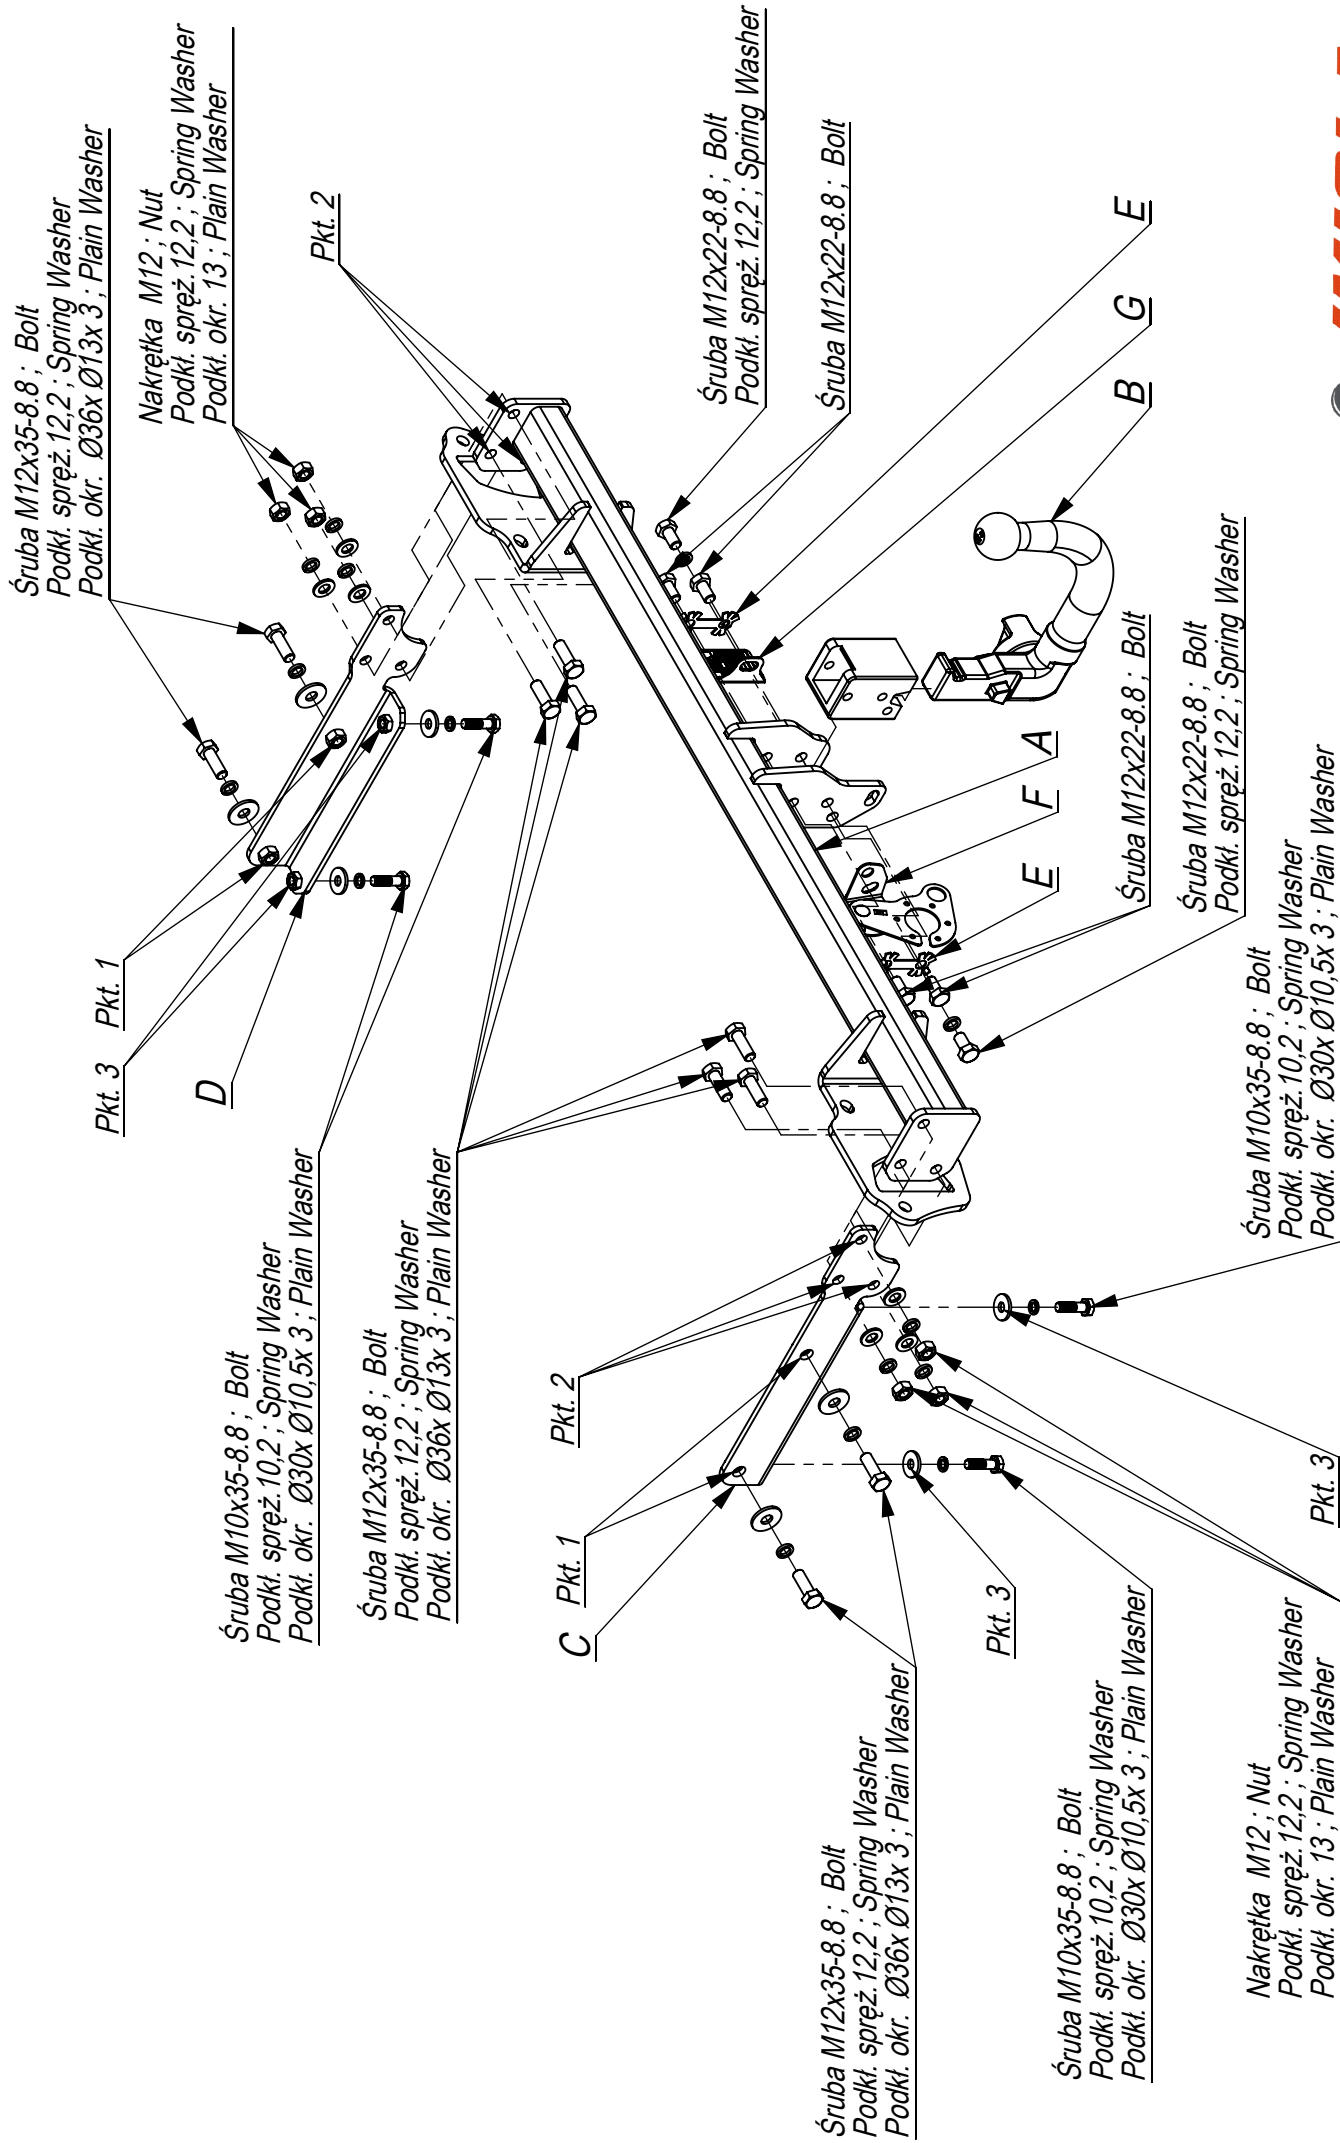 Śruba M12x35-8.8 ; Bolt
Podkł. spręż.12,2 ; Spring Washer
Podkł. okr. Ø36x Ø13x 3 ; Plain Washer
Nakrętka M12 ; Nut
Podkł. spręż.12,2 ; Spring Washer
Podkł. okr. 13 ; Plain Washer
Pkt. 2
Śruba M12x22-8.8 ; Bolt
Podkł. spręż.12,2 ; Spring Washer
Śruba M12x22-8.8 ; Bolt
E
G
B
Pkt. 1
Pkt. 3
D
Śruba M10x35-8.8 ; Bolt
Podkł. spręż.10,2 ; Spring Washer
Podkł. okr. Ø30x Ø10,5x 3 ; Plain Washer
Śruba M12x35-8.8 ; Bolt
Podkł. spręż.12,2 ; Spring Washer
Podkł. okr. Ø36x Ø13x 3 ; Plain Washer
A
F
E
Śruba M12x22-8.8 ; Bolt
Śruba M12x22-8.8 ; Bolt
Podkł. spręż.12,2 ; Spring Washer
Śruba M10x35-8.8 ; Bolt
Podkł. spręż.10,2 ; Spring Washer
Podkł. okr. Ø30x Ø10,5x 3 ; Plain Washer
Pkt. 2
Pkt. 1
C
Pkt. 3
Pkt. 3
Śruba M12x35-8.8 ; Bolt
Podkł. spręż.12,2 ; Spring Washer
Podkł. okr. Ø36x Ø13x 3 ; Plain Washer
Śruba M10x35-8.8 ; Bolt
Podkł. spręż.10,2 ; Spring Washer
Podkł. okr. Ø30x Ø10,5x 3 ; Plain Washer
Nakrętka M12 ; Nut
Podkł. spręż.12,2 ; Spring Washer
Podkł. okr. 13 ; Plain Washer